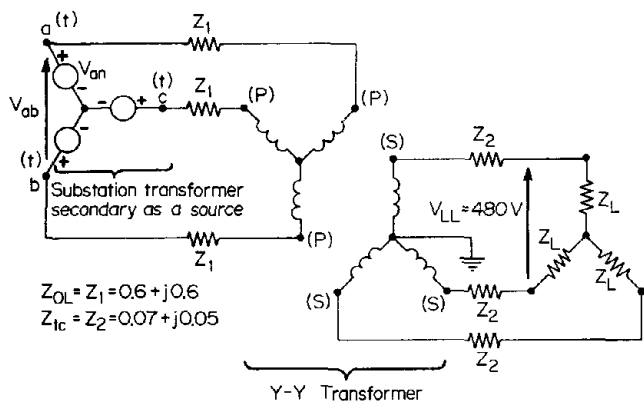 Z1
a (t)
+
Van
-
(t)
- + c
Z1
(P)
(P)
Vab
-
+
(t)
b
Substation transformer
secondary as a source
(P)
Z1
(S)
Z2
VLL = 480 V
ZL
ZL
ZL
(S)
(S)
Z2
Z2
ZOL = Z1 = 0.6 + j0.6
Ztc = Z2 = 0.07 + j0.05
Y-Y Transformer